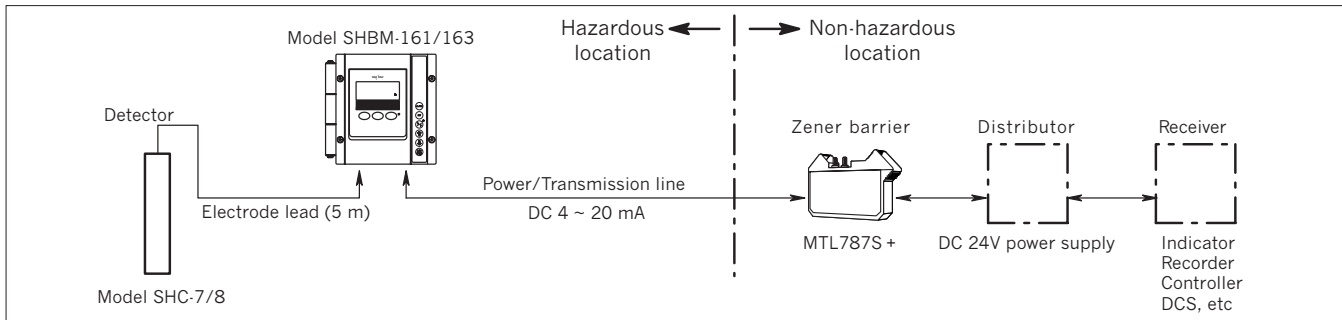 Model SHBM-161/163
Hazardous
location
Non-hazardous
location
Detector
Zener barrier
Distributor
Receiver
Electrode lead (5 m)
Power/Transmission line
DC 4 ~ 20 mA
MTL787S +
DC 24V power supply
Indicator
Recorder
Controller
DCS, etc
Model SHC-7/8